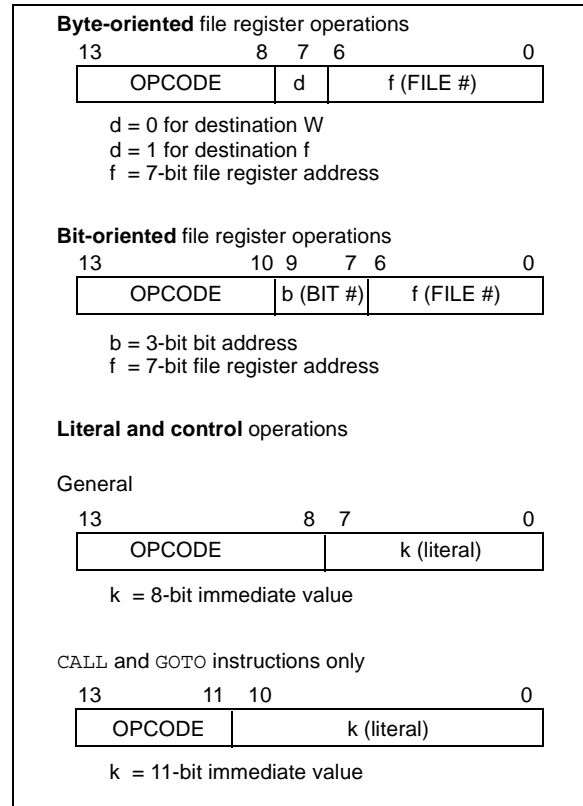 Byte-oriented file register operations
13 8 7 6 0
OPCODE d f (FILE #)
d = 0 for destination W
d = 1 for destination f
f = 7-bit file register address
Bit-oriented file register operations
13 10 9 7 6 0
OPCODE b (BIT #) f (FILE #)
b = 3-bit bit address
f = 7-bit file register address
Literal and control operations
General
13 8 7 0
OPCODE k (literal)
k = 8-bit immediate value
CALL and GOTO instructions only
13 11 10 0
OPCODE k (literal)
k = 11-bit immediate value